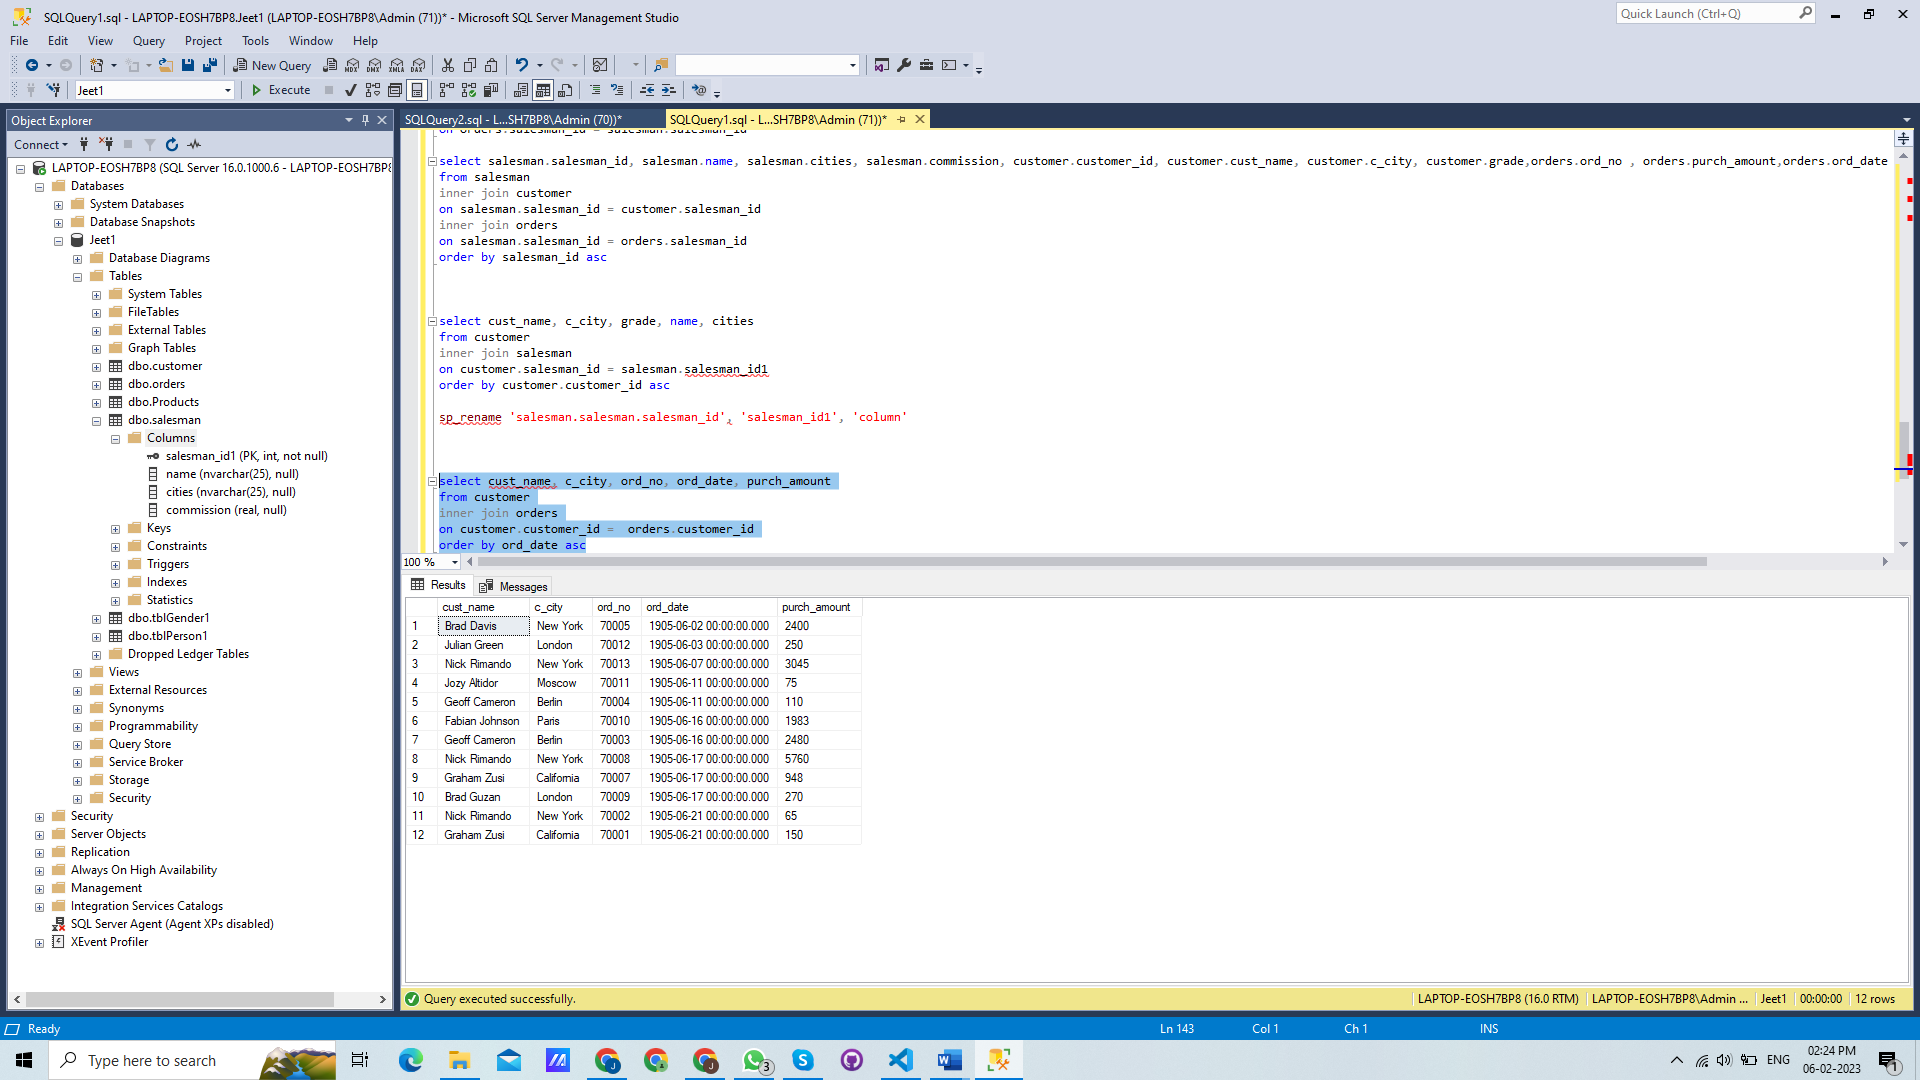 SQLQuery1.sql - LAPTOP-EOSH7BP8.Jeet1 (LAPTOP-EOSH7BP8\Admin (71))* - Microsoft SQL Server Management Studio
Quick Launch (Ctrl+Q)
File Edit View Query Project Tools Window Help
New Query
Jeet1
Execute
Object Explorer
Connect
LAPTOP-EOSH7BP8 (SQL Server 16.0.1000.6 - LAPTOP-EOSH7BP8
Databases
System Databases
Database Snapshots
Jeet1
Database Diagrams
Tables
System Tables
FileTables
External Tables
Graph Tables
dbo.customer
dbo.orders
dbo.Products
dbo.salesman
Columns
salesman_id1 (PK, int, not null)
name (nvarchar(25), null)
cities (nvarchar(25), null)
commission (real, null)
Keys
Constraints
Triggers
Indexes
Statistics
dbo.tblGender1
dbo.tblPerson1
Dropped Ledger Tables
Views
External Resources
Synonyms
Programmability
Query Store
Service Broker
Storage
Security
Security
Server Objects
Replication
Always On High Availability
Management
Integration Services Catalogs
SQL Server Agent (Agent XPs disabled)
XEvent Profiler
SQLQuery2.sql - L...SH7BP8\Admin (70))* SQLQuery1.sql - L...SH7BP8\Admin (71))*
on orders.salesman_id = salesman.salesman_id
select salesman.salesman_id, salesman.name, salesman.cities, salesman.commission, customer.customer_id, customer.cust_name, customer.c_city, customer.grade,orders.ord_no , orders.purch_amount,orders.ord_date
from salesman
inner join customer
on salesman.salesman_id = customer.salesman_id
inner join orders
on salesman.salesman_id = orders.salesman_id
order by salesman_id asc
select cust_name, c_city, grade, name, cities
from customer
inner join salesman
on customer.salesman_id = salesman.salesman_id1
order by customer.customer_id asc
sp_rename 'salesman.salesman.salesman_id', 'salesman_id1', 'column'
select cust_name, c_city, ord_no, ord_date, purch_amount
from customer
inner join orders
on customer.customer_id =  orders.customer_id
order by ord_date asc
100 %
Results Messages
cust_name c_city ord_no ord_date purch_amount
1 Brad Davis New York 70005 1905-06-02 00:00:00.000 2400
2 Julian Green London 70012 1905-06-03 00:00:00.000 250
3 Nick Rimando New York 70013 1905-06-07 00:00:00.000 3045
4 Jozy Altidor Moscow 70011 1905-06-11 00:00:00.000 75
5 Geoff Cameron Berlin 70004 1905-06-11 00:00:00.000 110
6 Fabian Johnson Paris 70010 1905-06-16 00:00:00.000 1983
7 Geoff Cameron Berlin 70003 1905-06-16 00:00:00.000 2480
8 Nick Rimando New York 70008 1905-06-17 00:00:00.000 5760
9 Graham Zusi California 70007 1905-06-17 00:00:00.000 948
10 Brad Guzan London 70009 1905-06-17 00:00:00.000 270
11 Nick Rimando New York 70002 1905-06-21 00:00:00.000 65
12 Graham Zusi California 70001 1905-06-21 00:00:00.000 150
Query executed successfully. LAPTOP-EOSH7BP8 (16.0 RTM) LAPTOP-EOSH7BP8\Admin ... Jeet1 00:00:00 12 rows
Ready Ln 143 Col 1 Ch 1 INS
Type here to search
3
ENG
02:24 PM
06-02-2023
1